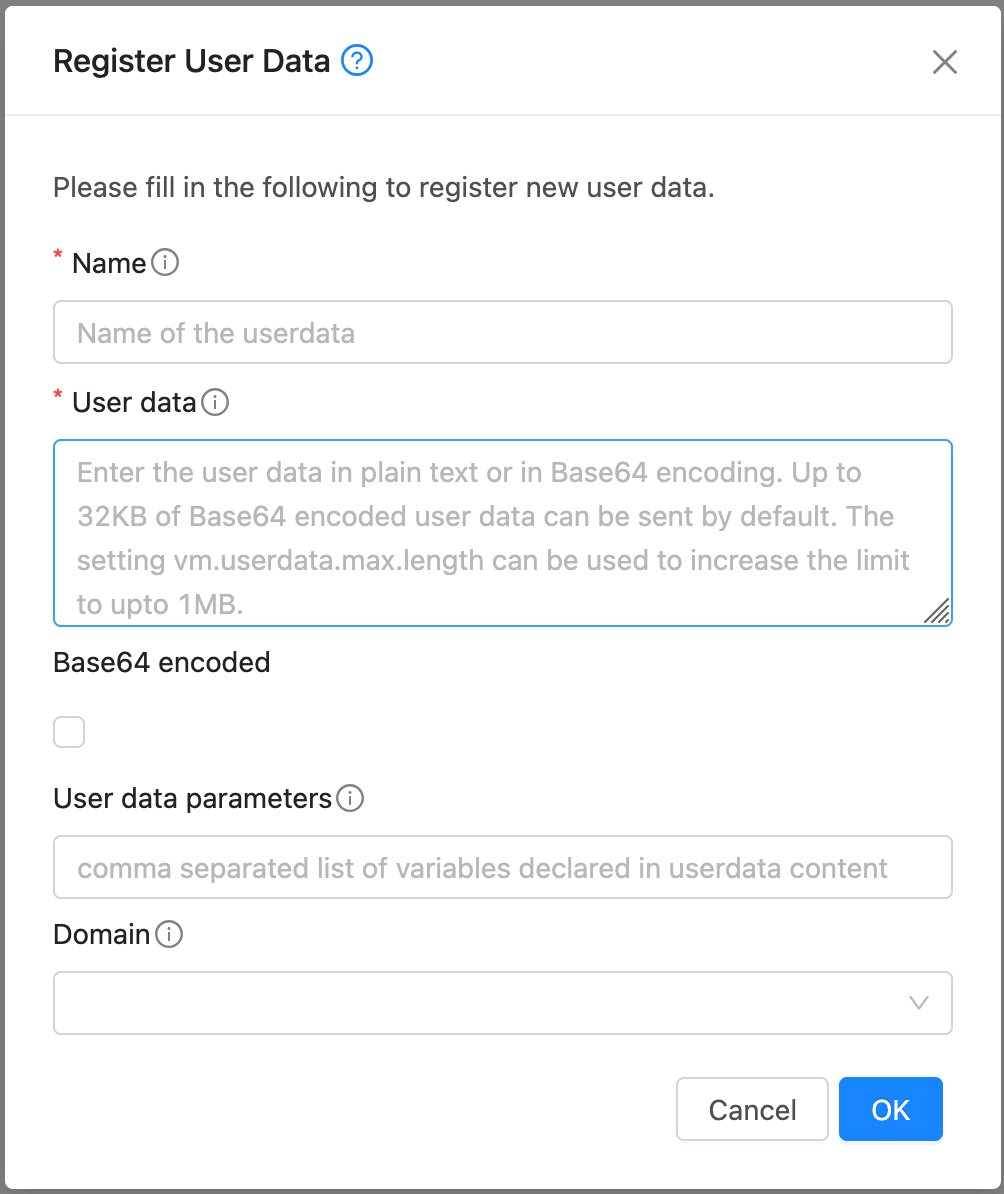 Register User Data ?
Please fill in the following to register new user data.
* Name
Name of the userdata
* User data
Enter the user data in plain text or in Base64 encoding. Up to
32KB of Base64 encoded user data can be sent by default. The
setting vm.userdata.max.length can be used to increase the limit
to upto 1MB.
Base64 encoded
User data parameters
comma separated list of variables declared in userdata content
Domain
Cancel OK